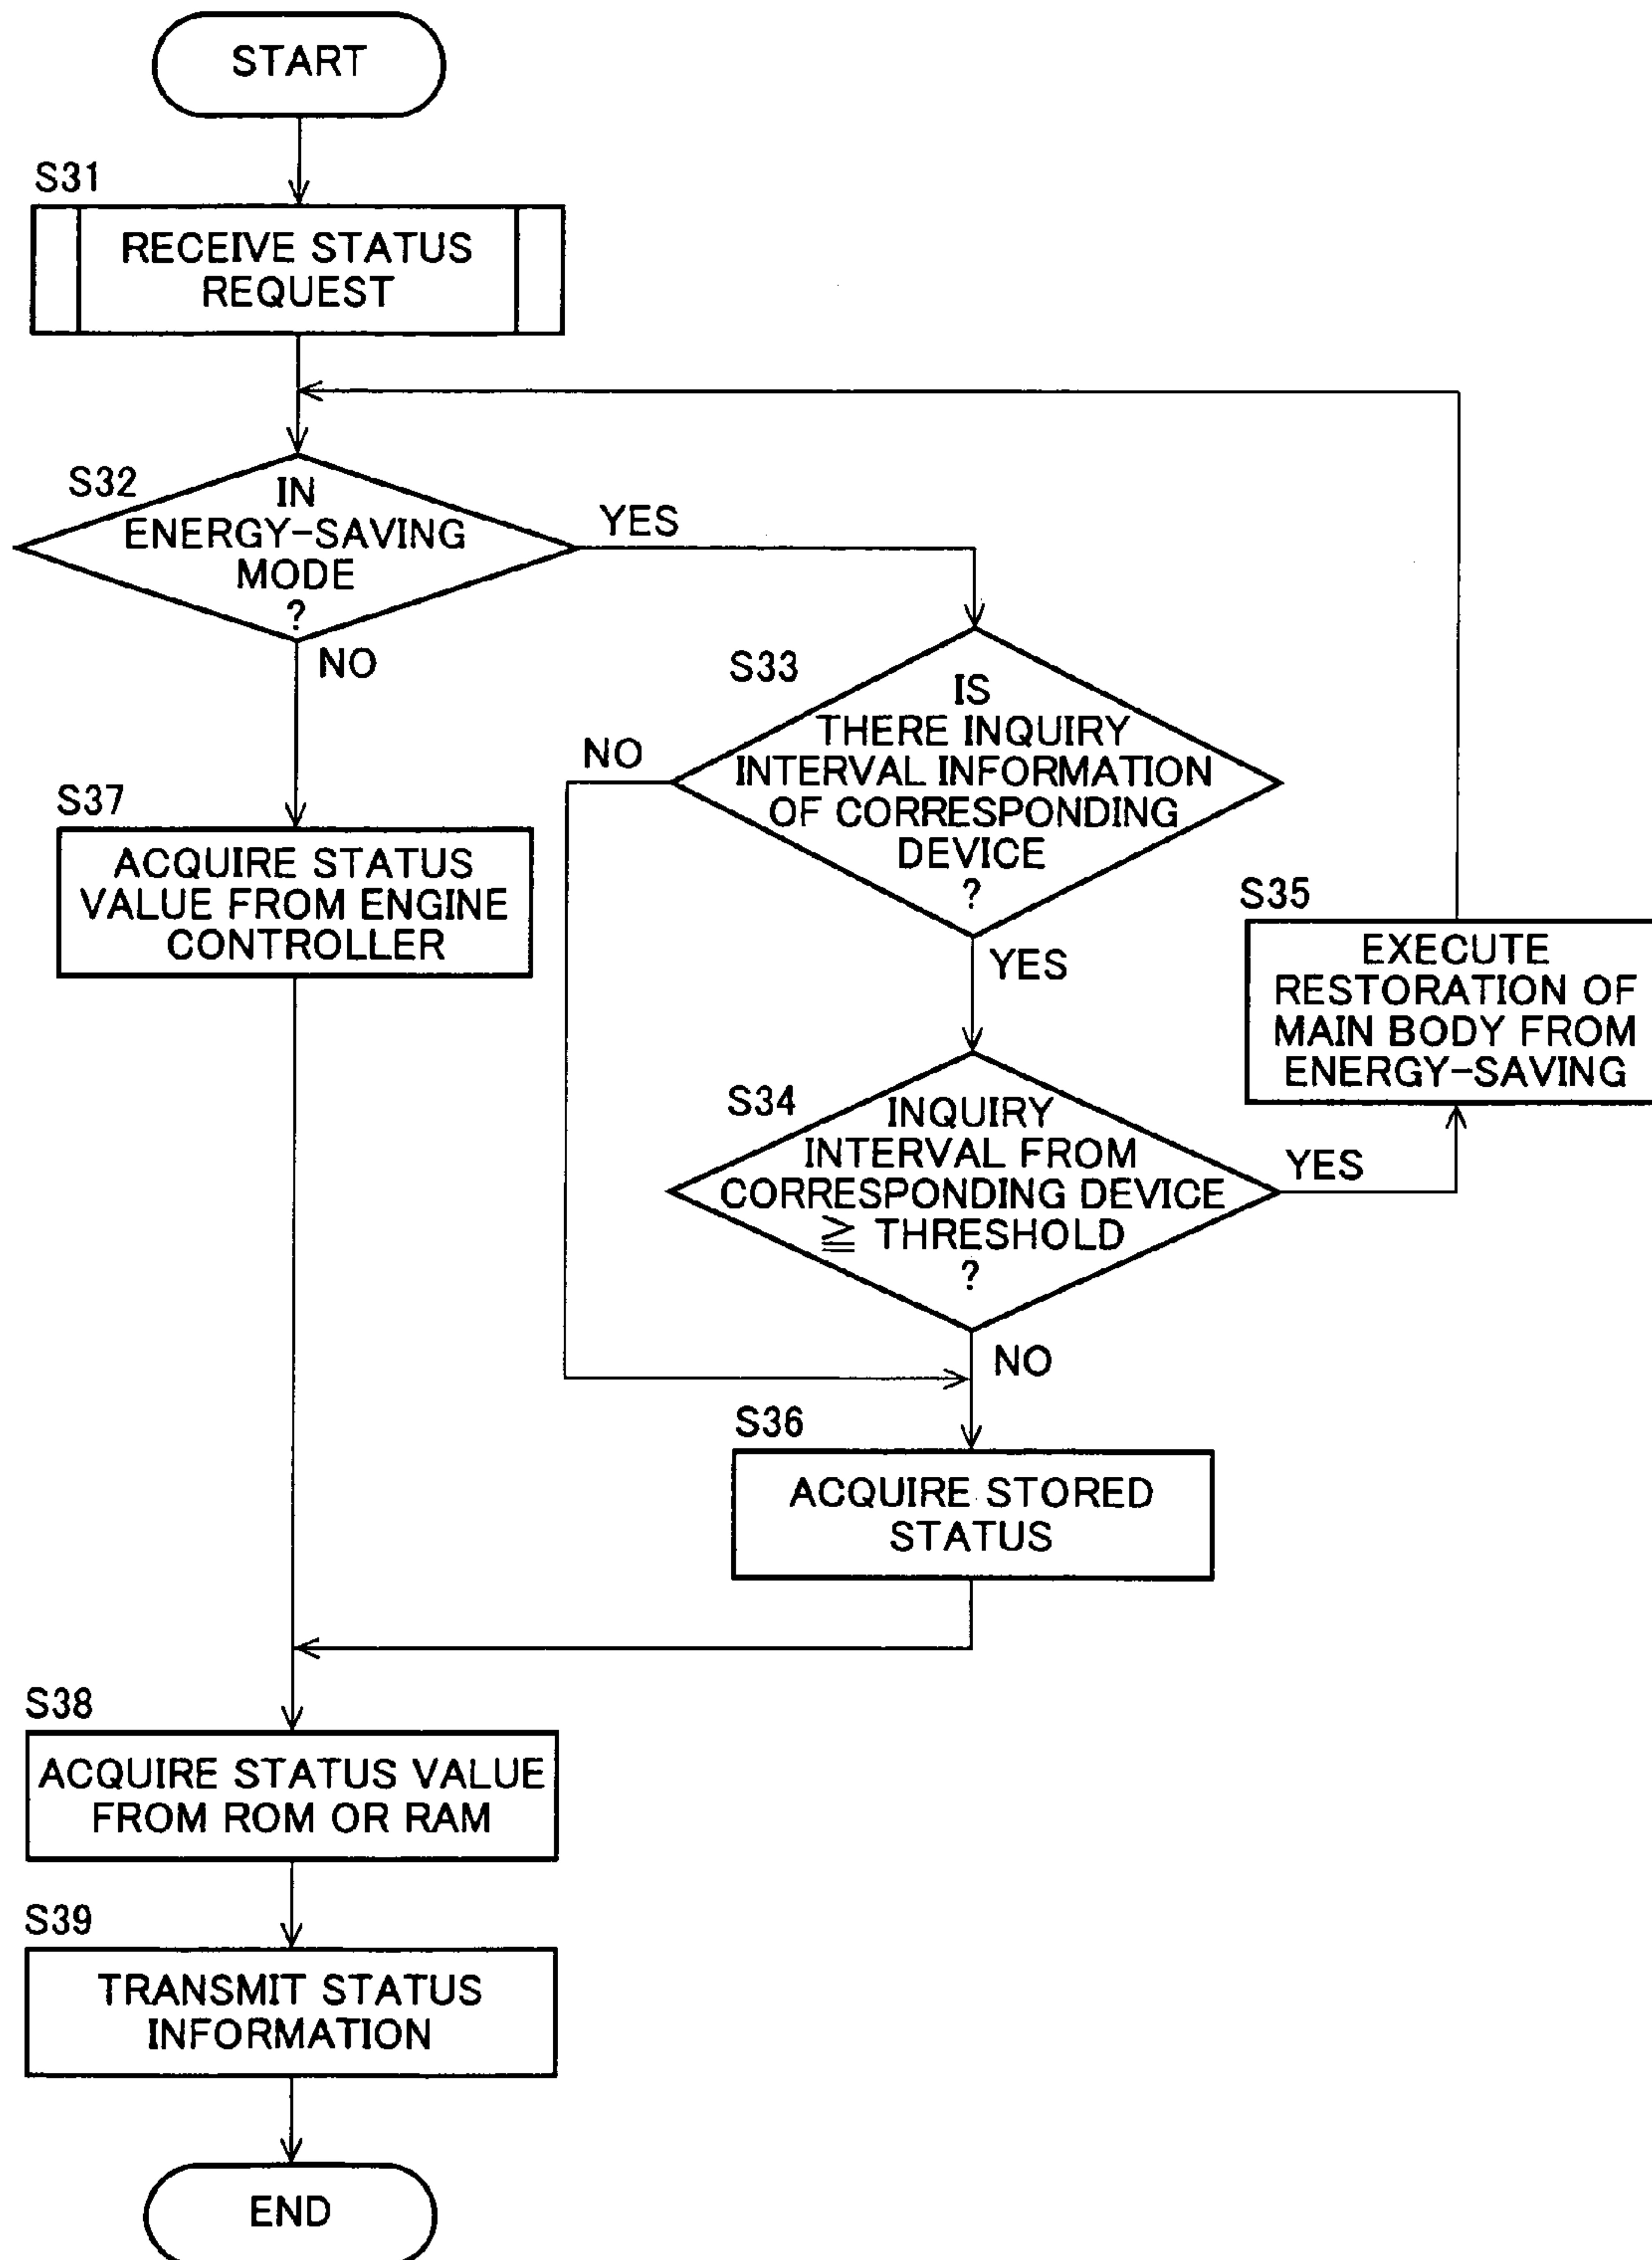 START
S31
RECEIVE STATUS
REQUEST
S32
IN
ENERGY-SAVING
MODE
?
YES
NO
S33
IS
THERE INQUIRY
INTERVAL INFORMATION
OF CORRESPONDING
DEVICE
?
NO
YES
S34
INQUIRY
INTERVAL FROM
CORRESPONDING DEVICE
≧ THRESHOLD
?
YES
NO
S35
EXECUTE
RESTORATION OF
MAIN BODY FROM
ENERGY-SAVING
S36
ACQUIRE STORED
STATUS
S37
ACQUIRE STATUS
VALUE FROM ENGINE
CONTROLLER
S38
ACQUIRE STATUS VALUE
FROM ROM OR RAM
S39
TRANSMIT STATUS
INFORMATION
END